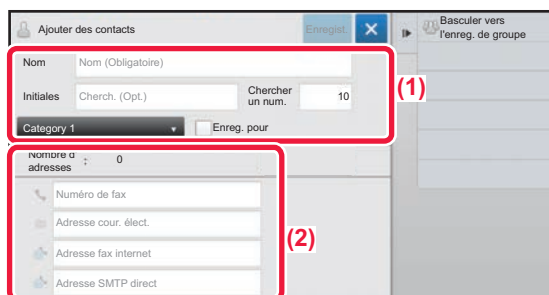 Ajouter des contacts
Enregist.
Basculer vers
l'enreg. de groupe
Nom
Nom (Obligatoire)
(1)
Initiales
Cherch. (Opt.)
Chercher
un num.
10
Category 1
Enreg. pour
Nombre d
adresses
: 0
(2)
Numéro de fax
Adresse cour. élect.
Adresse fax internet
Adresse SMTP direct